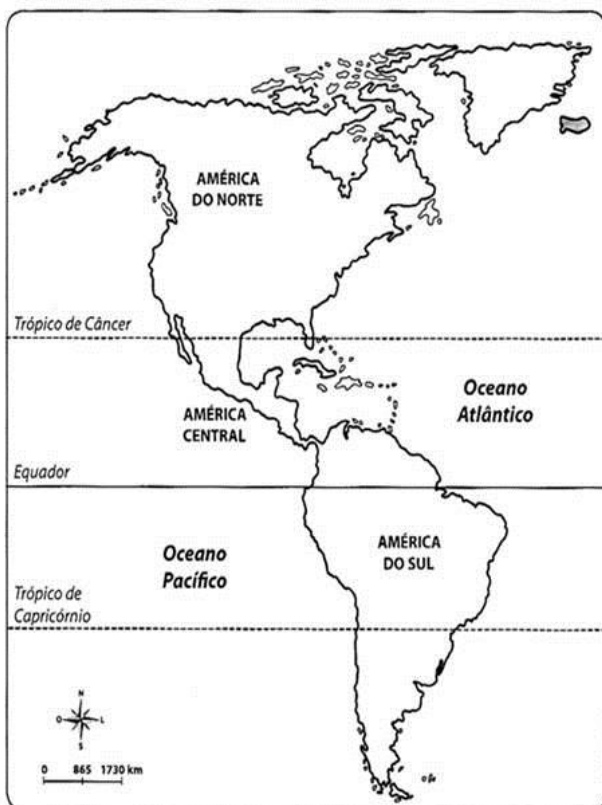 AMÉRICA
DO NORTE
Trópico de Câncer
Oceano
Atlântico
AMÉRICA
CENTRAL
Equador
Oceano
Pacífico
AMÉRICA
DO SUL
Trópico de
Capricórnio
N
O L
S
0 865 1730 km